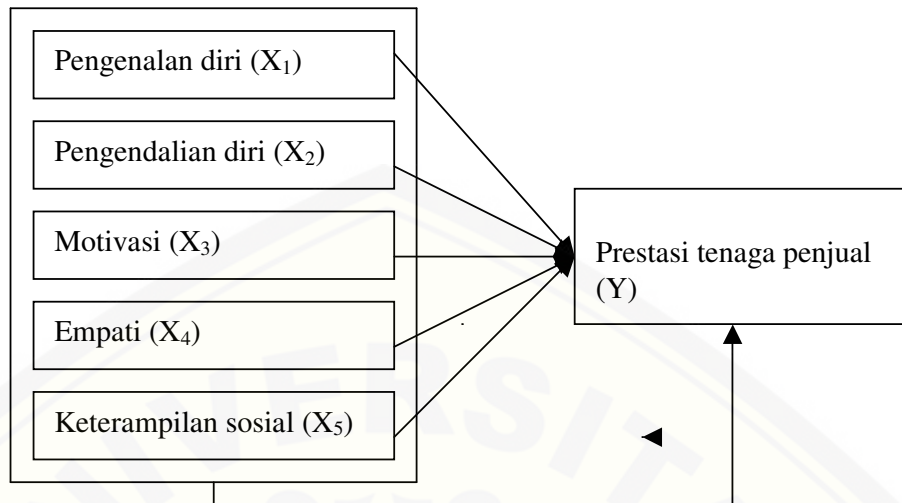 Pengenalan diri (X₁)
Pengendalian diri (X₂)
Motivasi (X₃)
Empati (X₄)
Keterampilan sosial (X₅)
Prestasi tenaga penjual
(Y)